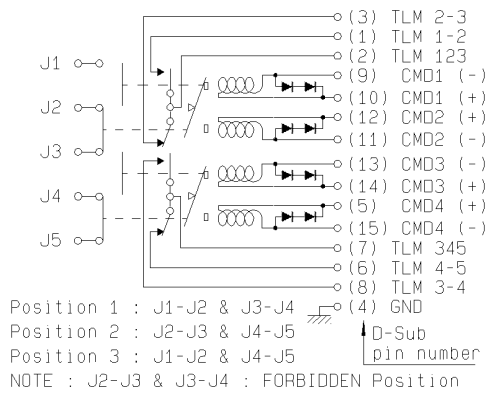 (3) TLM 2-3
(1) TLM 1-2
(2) TLM 123
J1
(9) CMD1 (-)
(10) CMD1 (+)
J2
(12) CMD2 (+)
(11) CMD2 (-)
J3
(13) CMD3 (-)
(14) CMD3 (+)
J4
(5) CMD4 (+)
(15) CMD4 (-)
J5
(7) TLM 345
(6) TLM 4-5
(8) TLM 3-4
(4) GND
Position 1 : J1-J2 & J3-J4
Position 2 : J2-J3 & J4-J5
Position 3 : J1-J2 & J4-J5
D-Sub
pin number
NOTE : J2-J3 & J3-J4 : FORBIDDEN Position